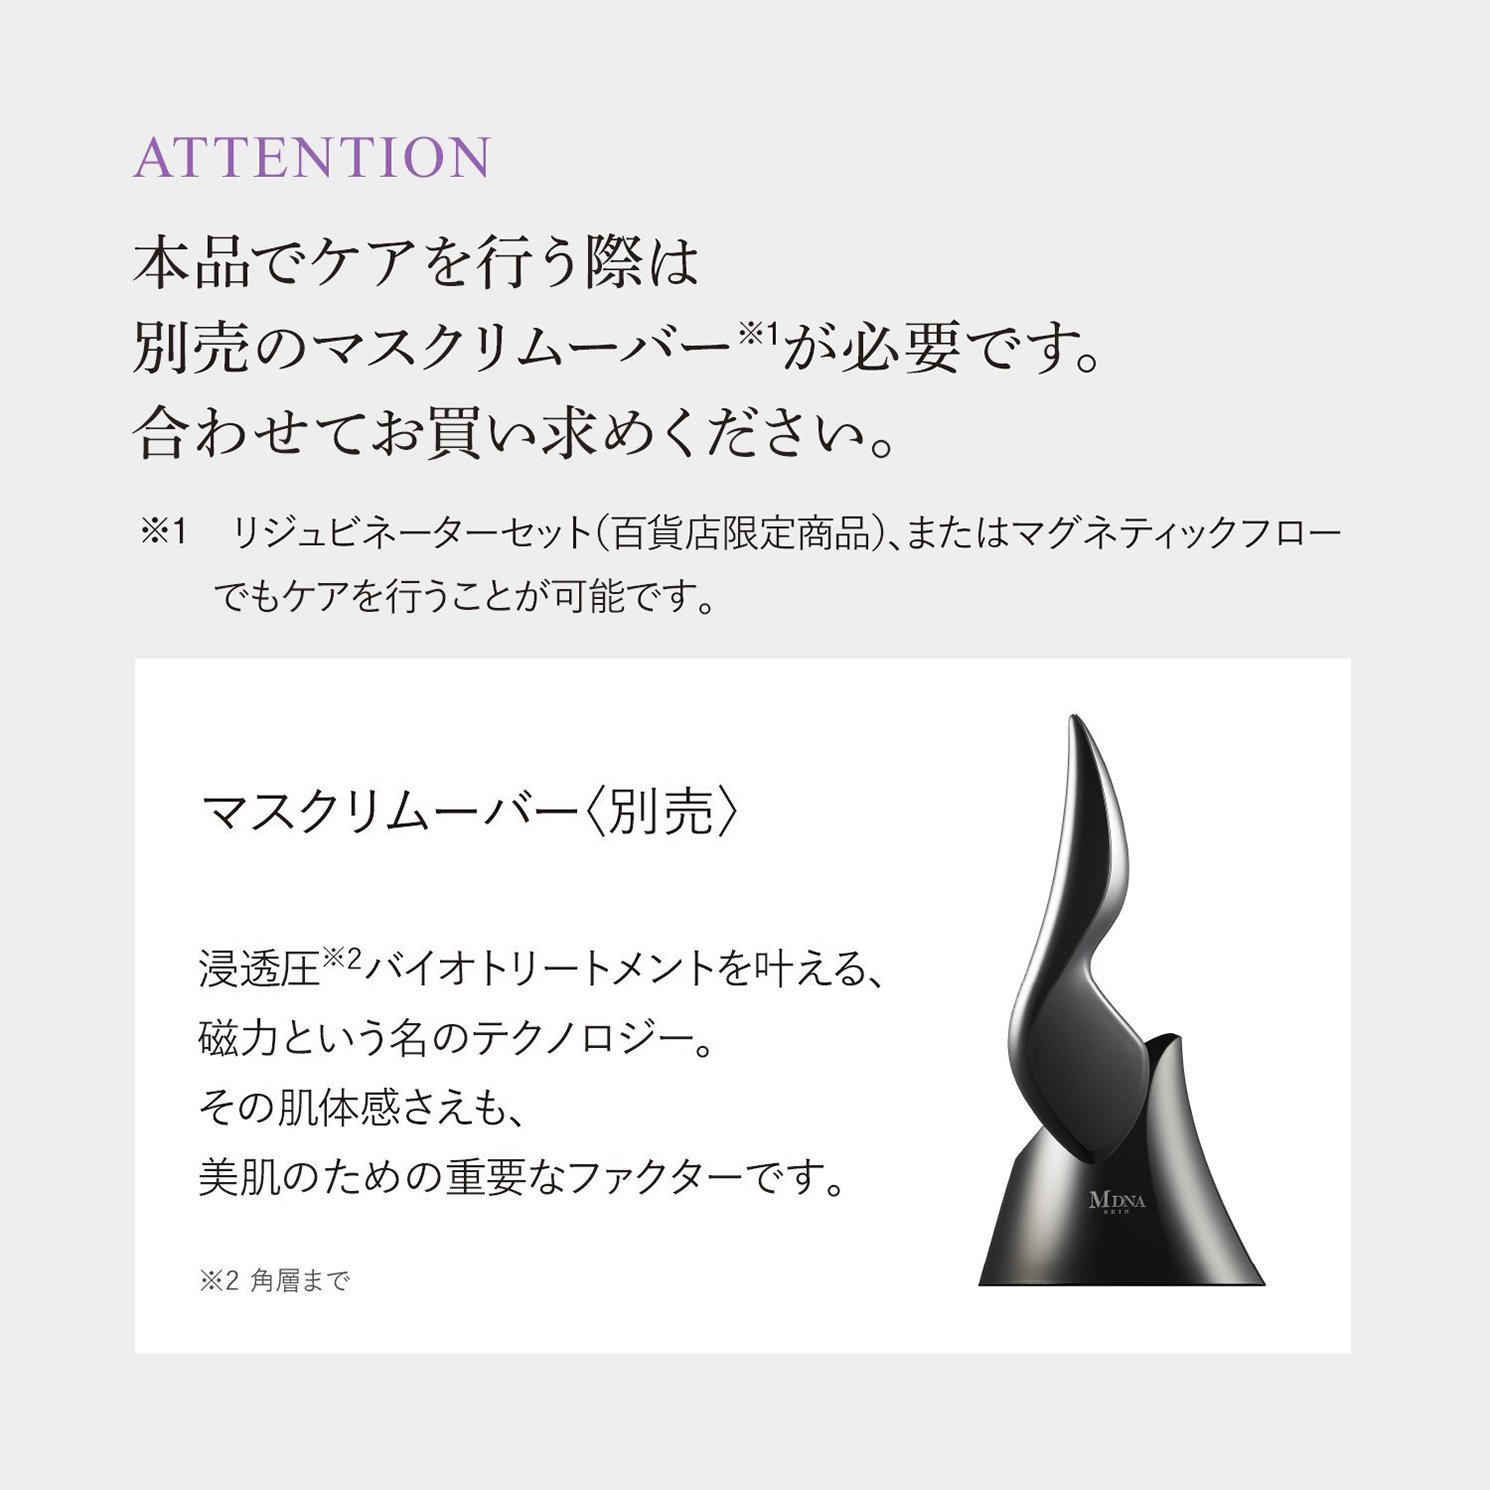 ATTENTION
本品でケアを行う際は
別売のマスクリムーバー※1が必要です。
合わせてお買い求めください。
※1　リジュビネーターセット（百貨店限定商品）、またはマグネティックフロー
でもケアを行うことが可能です。
マスクリムーバー〈別売〉
浸透圧※2バイオトリートメントを叶える、
磁力という名のテクノロジー。
その肌体感さえも、
美肌のための重要なファクターです。
※2 角層まで
MDNA
SKIN